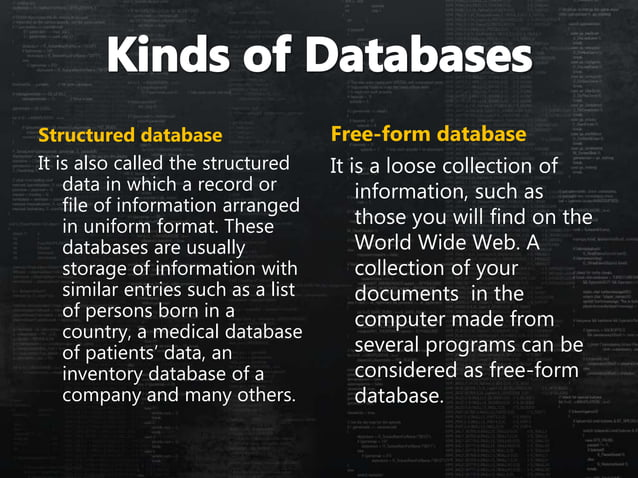 Kinds of Databases
Structured database
It is also called the structured
data in which a record or
file of information arranged
in uniform format. These
databases are usually
storage of information with
similar entries such as a list
of persons born in a
country, a medical database
of patients’ data, an
inventory database of a
company and many others.
Free-form database
It is a loose collection of
information, such as
those you will find on the
World Wide Web. A
collection of your
documents  in the
computer made from
several programs can be
considered as free-form
database.